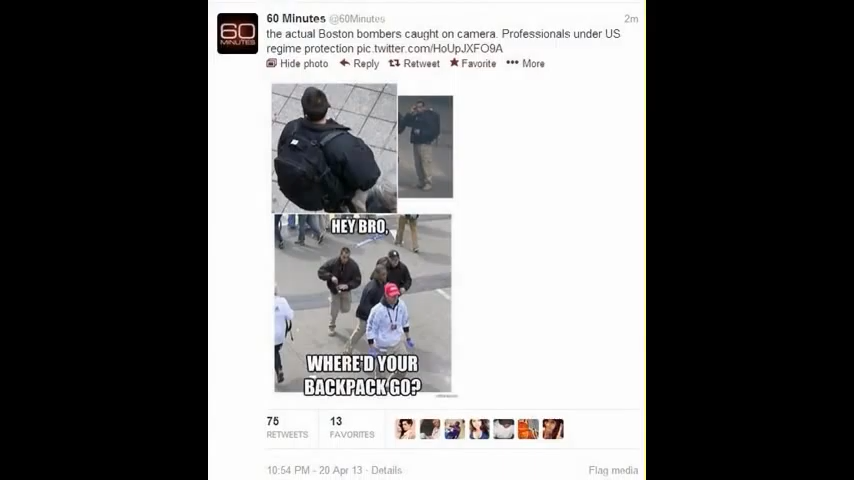 60 Minutes @60Minutes 2m
60
MINUTES
the actual Boston bombers caught on camera. Professionals under US
regime protection pic.twitter.com/HoUpJXFO9A
Hide photo Reply Retweet Favorite More
HEY BRO,
WHERE'D YOUR
BACKPACK GO?
75 13
RETWEETS FAVORITES
10:54 PM - 20 Apr 13 · Details Flag media